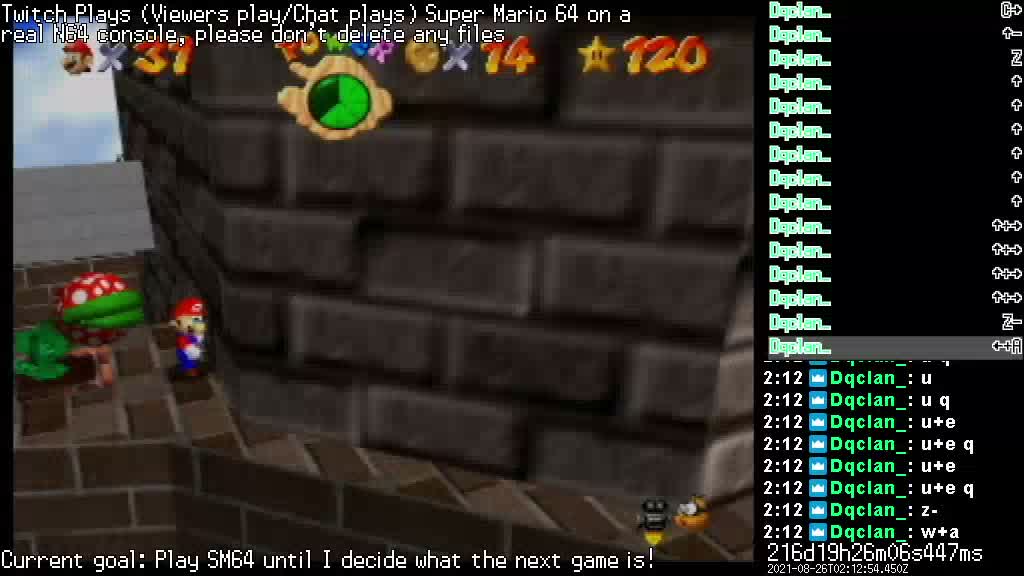 Twitch Plays (Viewers play/Chat plays) Super Mario 64 on a
real N64 console, please don't delete any files
POWER
×74
120
Dqclan…
Dqclan… ↑-
Dqclan… Z
Dqclan… ↑
Dqclan… ↑
Dqclan… ↑
Dqclan… ↑
Dqclan… ↑
Dqclan… ↑
Dqclan…
Dqclan…
Dqclan…
Dqclan…
Dqclan… Z-
Dqclan…
2:12 Dqclan_: u
2:12 Dqclan_: u q
2:12 Dqclan_: u+e
2:12 Dqclan_: u+e q
2:12 Dqclan_: u+e
2:12 Dqclan_: u+e q
2:12 Dqclan_: z-
2:12 Dqclan_: w+a
Current goal: Play SM64 until I decide what the next game is!
216d19h26m06s447ms
2021-08-26T02:12:54.450Z